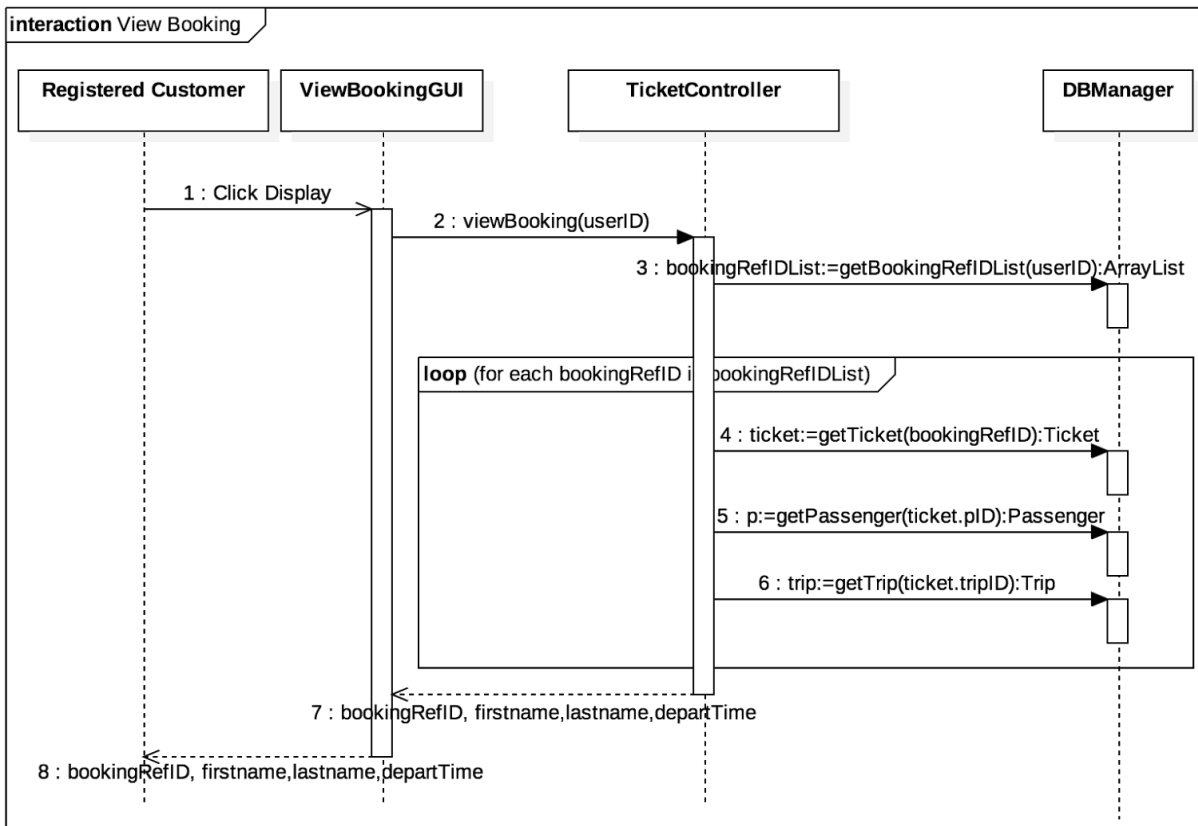 interaction View Booking
Registered Customer
ViewBookingGUI
TicketController
DBManager
1 : Click Display
2 : viewBooking(userID)
3 : bookingRefIDList:=getBookingRefIDList(userID):ArrayList
loop (for each bookingRefID i bookingRefIDList)
4 : ticket:=getTicket(bookingRefID):Ticket
5 : p:=getPassenger(ticket.pID):Passenger
6 : trip:=getTrip(ticket.tripID):Trip
7 : bookingRefID, firstname,lastname,departTime
8 : bookingRefID, firstname,lastname,departTime